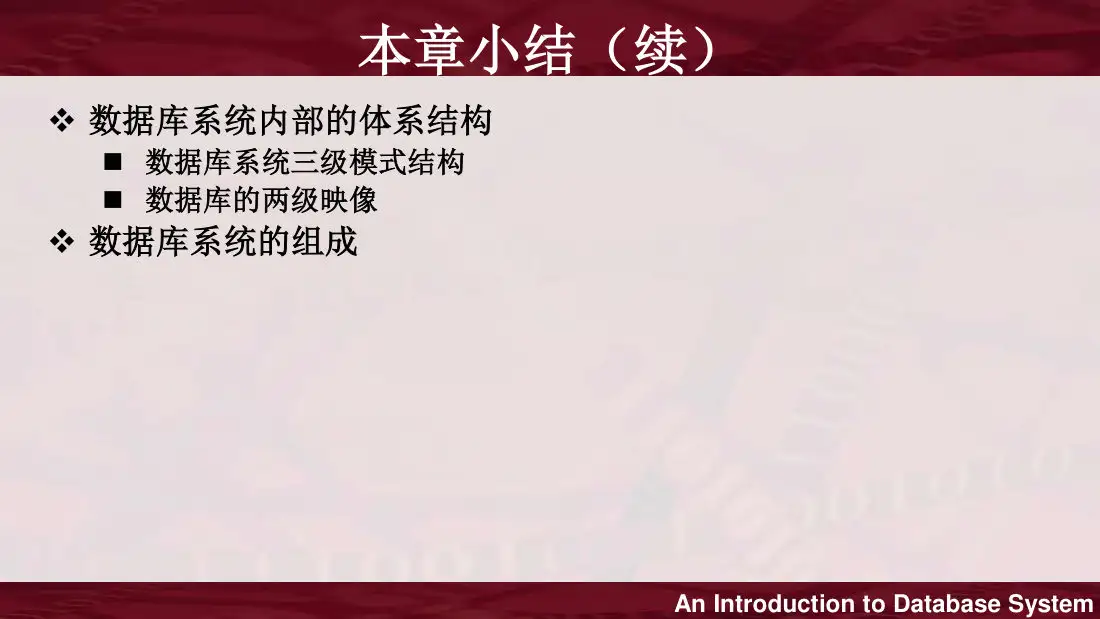 本章小结（续）
❖ 数据库系统内部的体系结构
■ 数据库系统三级模式结构
■ 数据库的两级映像
❖ 数据库系统的组成
An Introduction to Database System